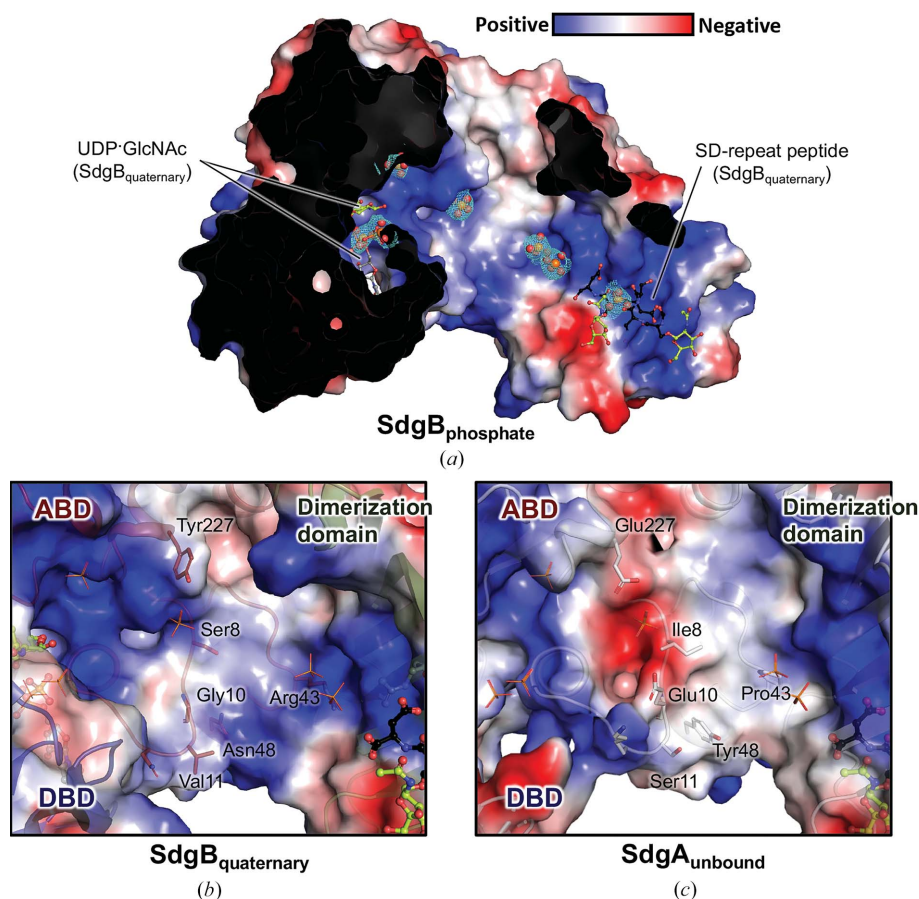 Positive Negative
UDP·GlcNAc
(SdgBquaternary)
SD-repeat peptide
(SdgBquaternary)
SdgBphosphate
(a)
ABD
Tyr227
Dimerization
domain
Ser8
Gly10
Arg43
Asn48
Val11
DBD
SdgBquaternary
(b)
ABD
Glu227
Dimerization
domain
Ile8
Glu10
Pro43
Tyr48
Ser11
DBD
SdgAunbound
(c)